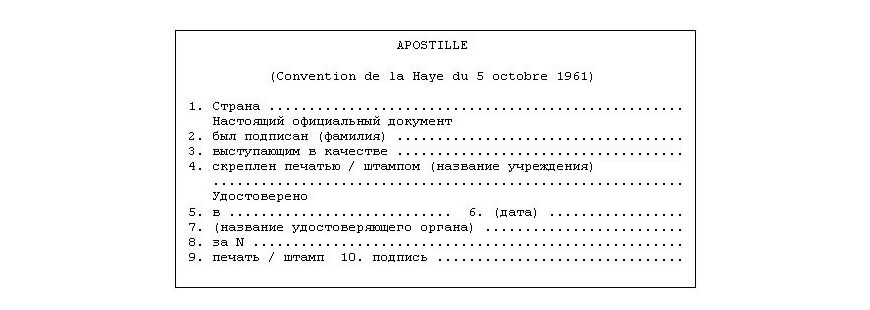 APOSTILLE
(Convention de la Haye du 5 octobre 1961)
1. Страна ....................................................
Настоящий официальный документ
2. был подписан (фамилия) ....................................
3. выступающим в качестве ....................................
4. скреплен печатью / штампом (название учреждения)
...........................................................
Удостоверено
5. в ............................ 6. (дата) .................
7. (название удостоверяющего органа) .........................
8. за N ......................................................
9. печать / штамп 10. подпись ...............................